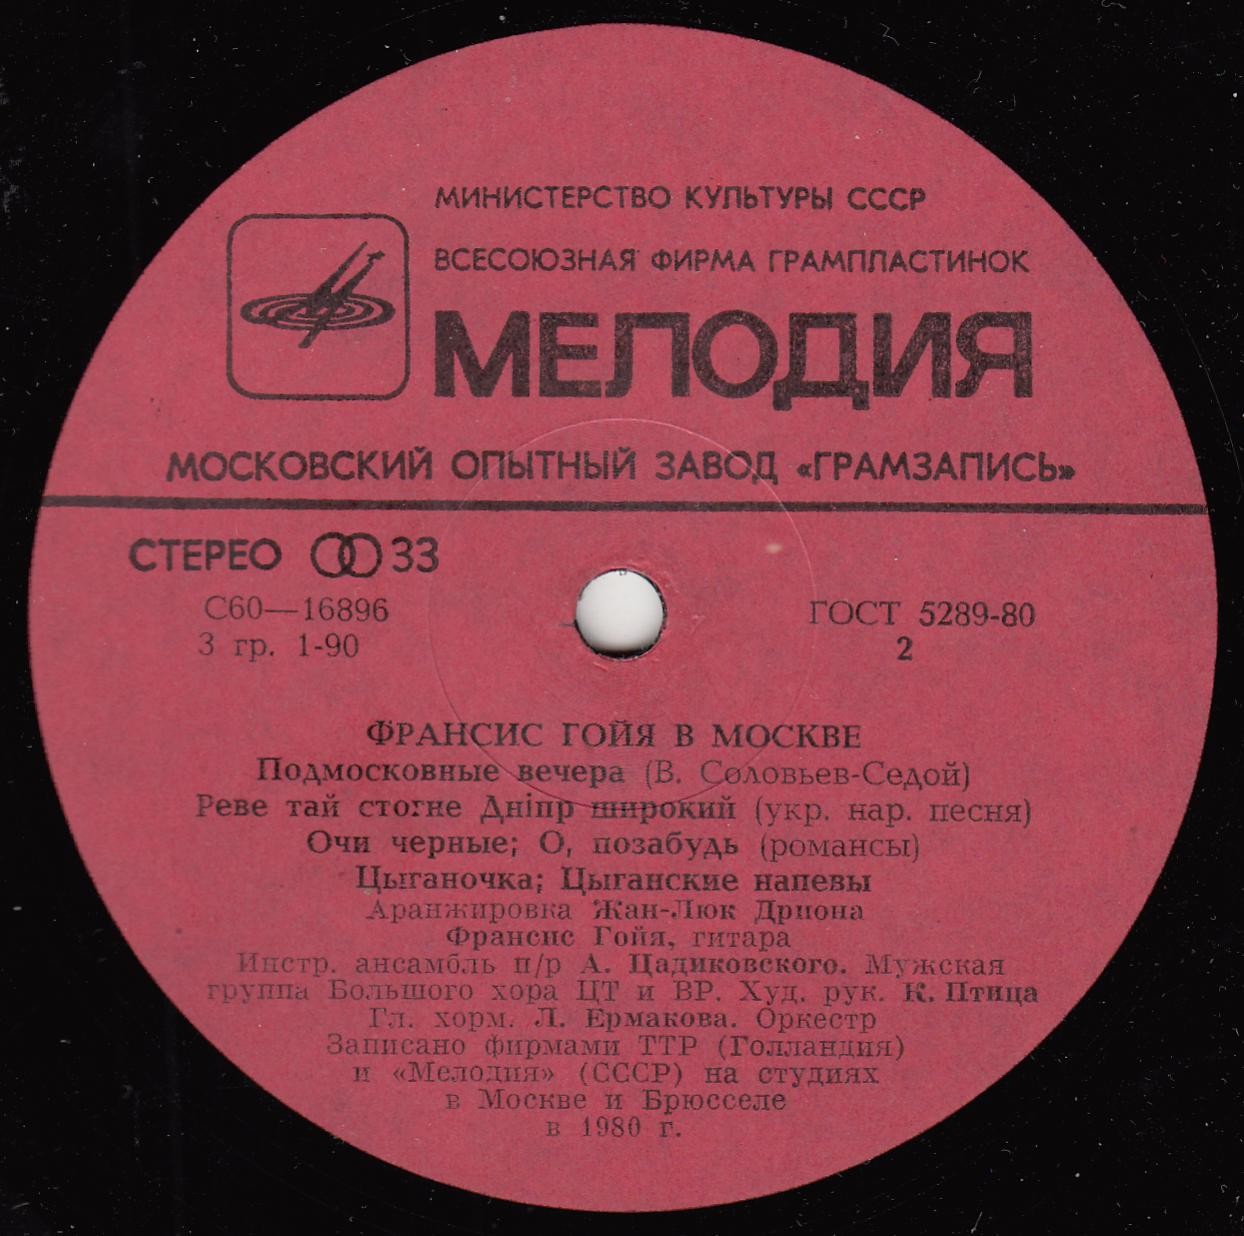 МИНИСТЕРСТВО КУЛЬТУРЫ СССР
ВСЕСОЮЗНАЯ ФИРМА ГРАМПЛАСТИНОК
МЕЛОДИЯ
МОСКОВСКИЙ ОПЫТНЫЙ ЗАВОД «ГРАМЗАПИСЬ»
СТЕРЕО 33
С60—16896
ГОСТ 5289-80
3 гр. 1-90
2
ФРАНСИС ГОЙЯ В МОСКВЕ
Подмосковные вечера (В. Соловьев-Седой)
Реве тай стогне Дніпр широкий (укр. нар. песня)
Очи черные; О, позабудь (романсы)
Цыганочка; Цыганские напевы
Аранжировка Жан-Люк Дриона
Франсис Гойя, гитара
Инстр. ансамбль п/р А. Цадиковского. Мужская
группа Большого хора ЦТ и ВР. Худ. рук. К. Птица
Гл. хорм. Л. Ермакова. Оркестр
Записано фирмами ТТР (Голландия)
и «Мелодия» (СССР) на студиях
в Москве и Брюсселе
в 1980 г.